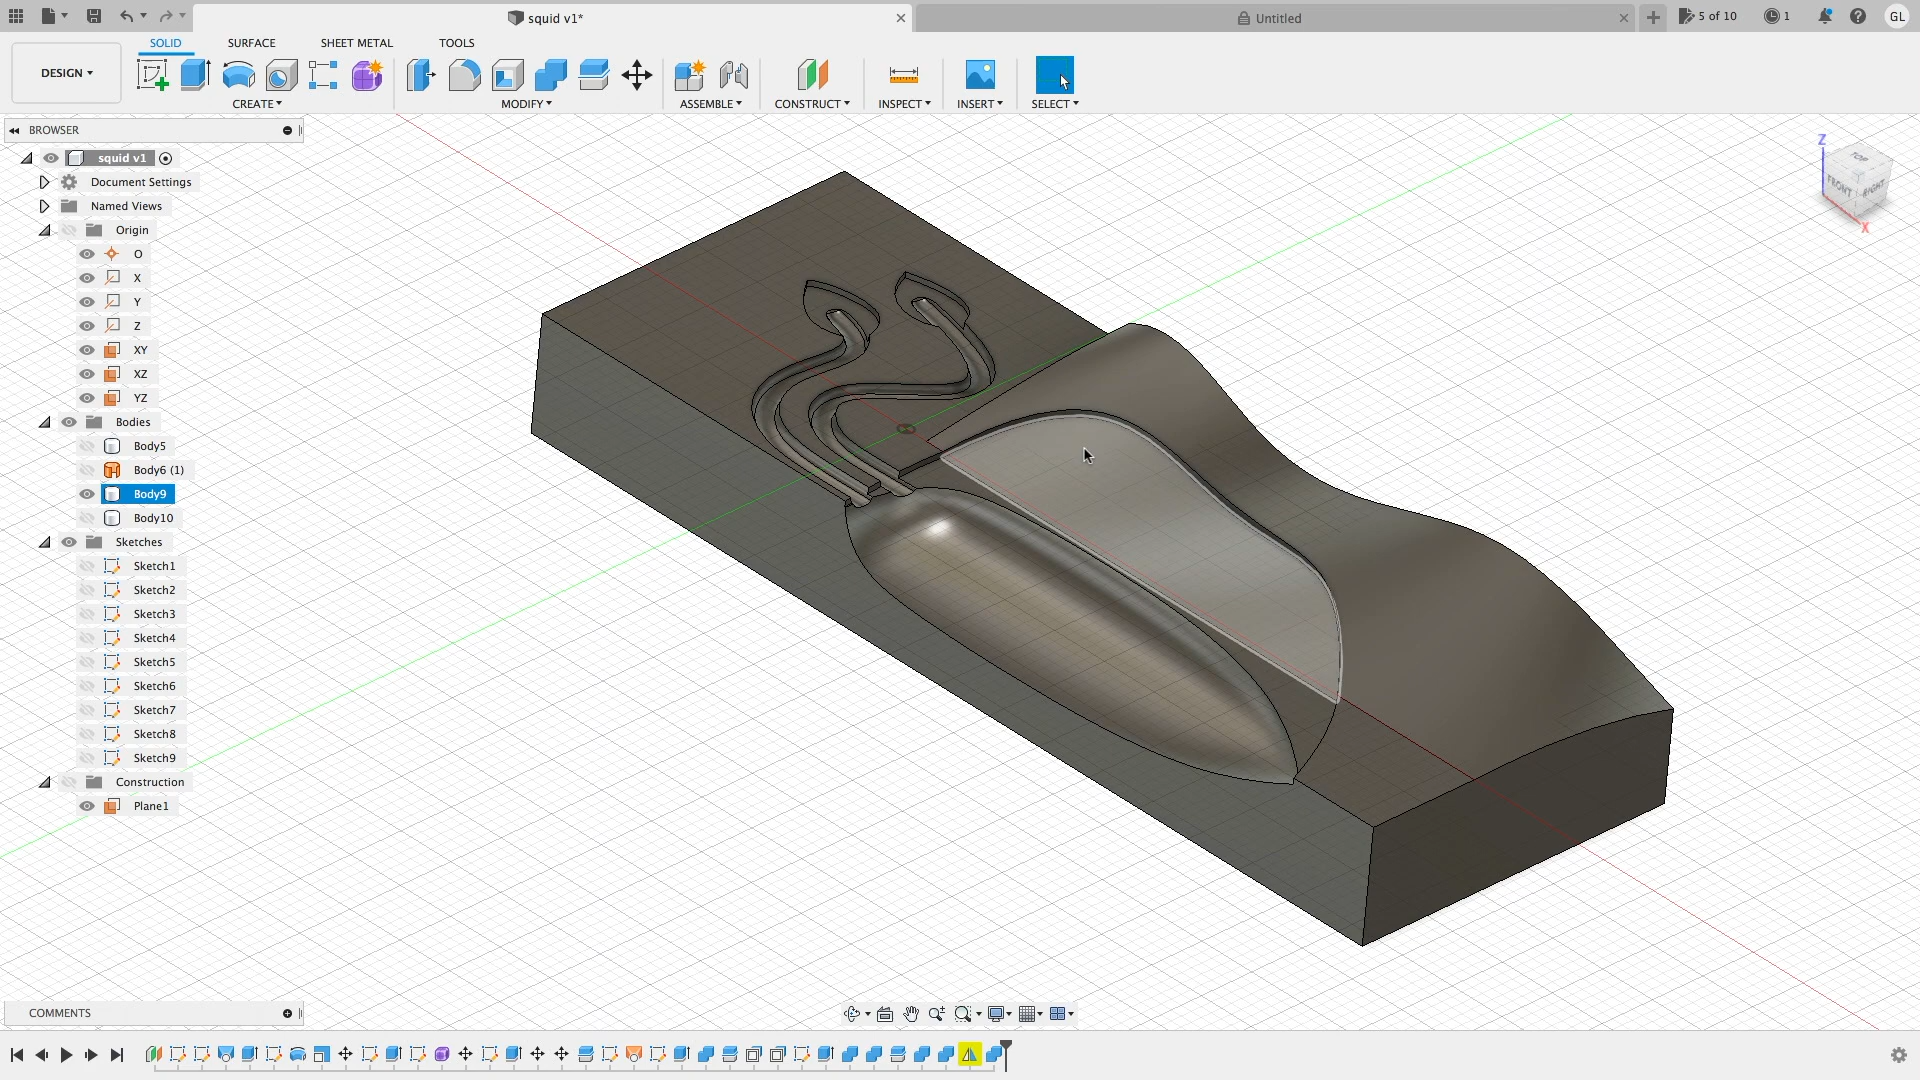 squid v1*
Untitled
5 of 10
1
GL
DESIGN
SOLID
SURFACE
SHEET METAL
TOOLS
CREATE
MODIFY
ASSEMBLE
CONSTRUCT
INSPECT
INSERT
SELECT
BROWSER
squid v1
Document Settings
Named Views
Origin
O
X
Y
Z
XY
XZ
YZ
Bodies
Body5
Body6 (1)
Body9
Body10
Sketches
Sketch1
Sketch2
Sketch3
Sketch4
Sketch5
Sketch6
Sketch7
Sketch8
Sketch9
Construction
Plane1
Z
TOP
FRONT
RIGHT
X
COMMENTS